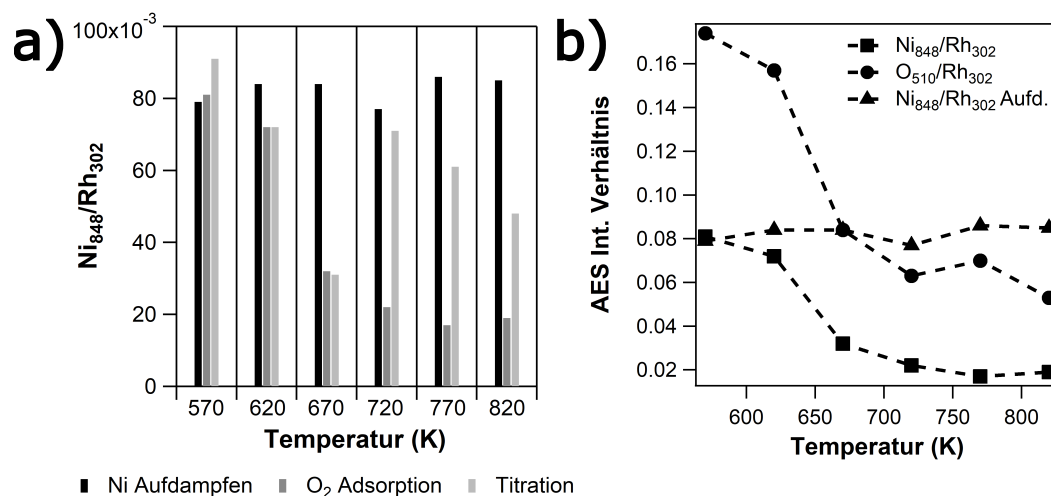 a)
100x10⁻³
80
60
40
20
0
Ni₈₄₈/Rh₃₀₂
570 620 670 720 770 820
Temperatur (K)
Ni Aufdampfen O₂ Adsorption Titration
b)
Ni₈₄₈/Rh₃₀₂
O₅₁₀/Rh₃₀₂
Ni₈₄₈/Rh₃₀₂ Aufd.
0.16
0.14
0.12
0.10
0.08
0.06
0.04
0.02
AES Int. Verhältnis
600 650 700 750 800
Temperatur (K)